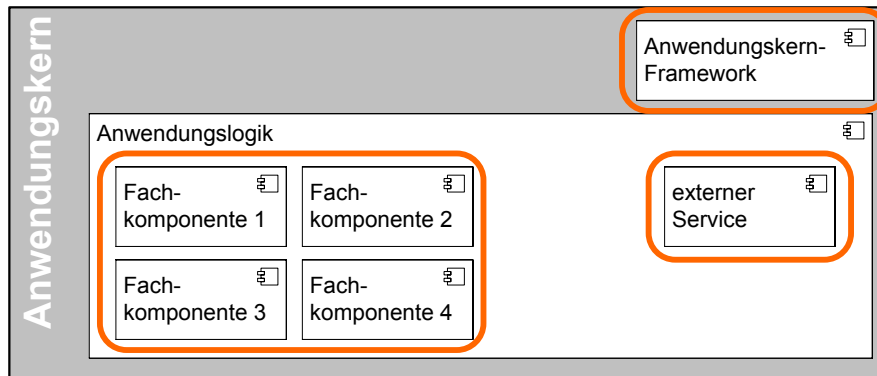 Anwendungskern
Anwendungskern-
Framework
Anwendungslogik
Fach-
komponente 1
Fach-
komponente 2
externer
Service
Fach-
komponente 3
Fach-
komponente 4